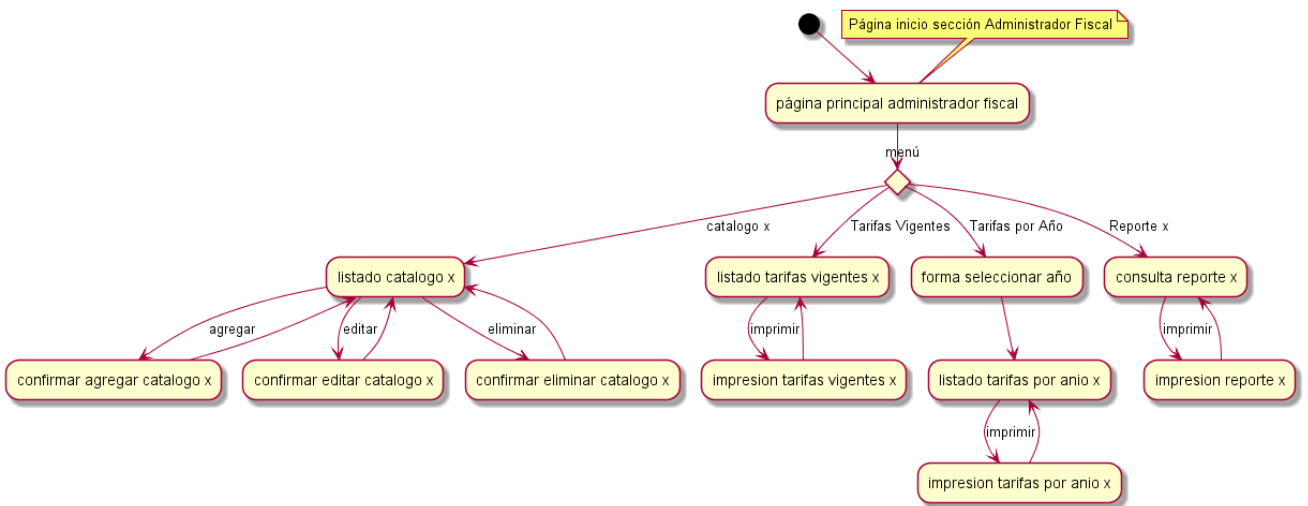 Página inicio sección Administrador Fiscal
página principal administrador fiscal
menú
catalogo x
Tarifas Vigentes
Tarifas por Año
Reporte x
listado catalogo x
listado tarifas vigentes x
forma seleccionar año
consulta reporte x
agregar
editar
eliminar
imprimir
imprimir
confirmar agregar catalogo x
confirmar editar catalogo x
confirmar eliminar catalogo x
impresion tarifas vigentes x
listado tarifas por anio x
impresion reporte x
imprimir
impresion tarifas por anio x